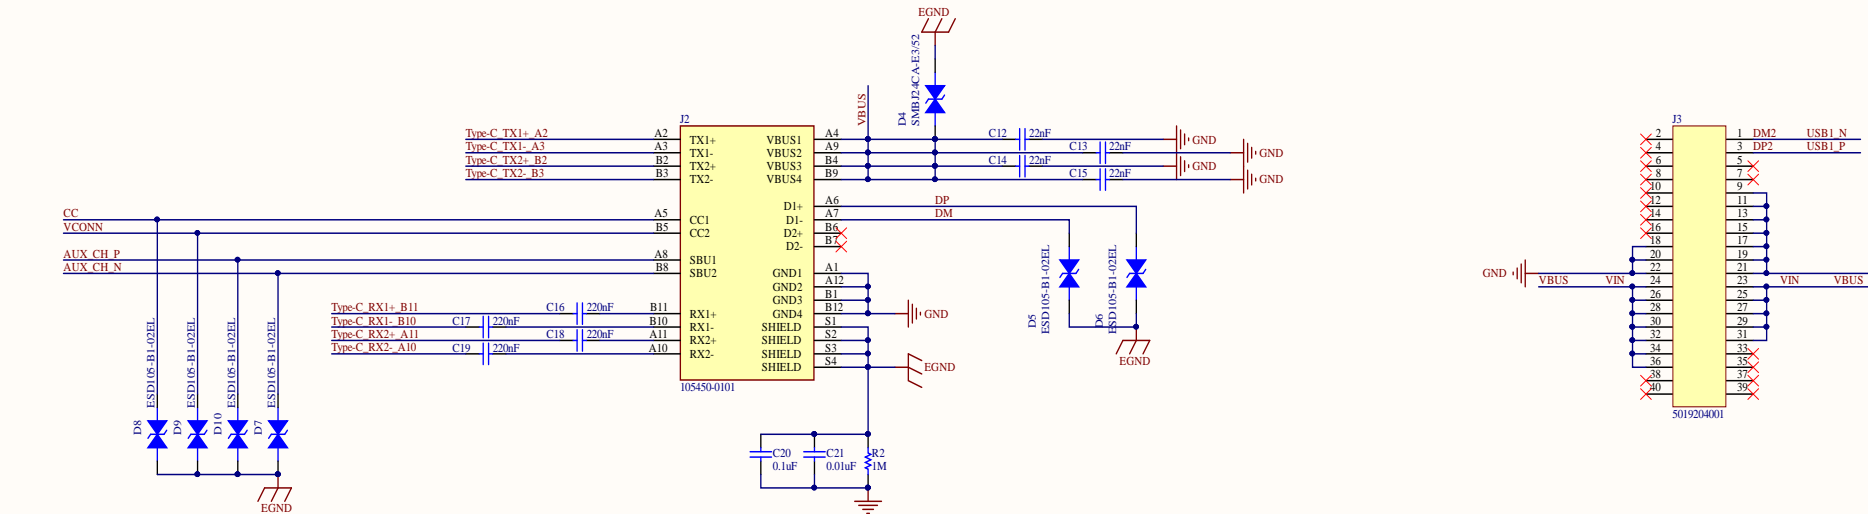 EGND
SMBJ24CA-E3/52
D4
VBUS
J2
Type-C_TX1+_A2
A2
TX1+
VBUS1
A4
C12
22nF
GND
Type-C_TX1-_A3
A3
TX1-
VBUS2
A9
C13
22nF
GND
Type-C_TX2+_B2
B2
TX2+
VBUS3
B4
C14
22nF
GND
Type-C_TX2-_B3
B3
TX2-
VBUS4
B9
C15
22nF
GND
D1+
A6
DP
CC
A5
CC1
D1-
A7
DM
VCONN
B5
CC2
D2+
B6
D2-
B7
AUX_CH_P
A8
SBU1
AUX_CH_N
B8
SBU2
GND1
A1
GND2
A12
GND3
B1
Type-C_RX1+_B11
C16
220nF
B11
RX1+
GND4
B12
GND
Type-C_RX1-_B10
C17
220nF
B10
RX1-
SHIELD
S1
Type-C_RX2+_A11
C18
220nF
A11
RX2+
SHIELD
S2
Type-C_RX2-_A10
C19
220nF
A10
RX2-
SHIELD
S3
SHIELD
S4
EGND
105450-0101
D5
ESD105-B1-02EL
D6
ESD105-B1-02EL
EGND
D8
ESD105-B1-02EL
D9
ESD105-B1-02EL
D10
ESD105-B1-02EL
D7
ESD105-B1-02EL
EGND
C20
0.1uF
C21
0.01uF
R2
1M
J3
2
1
DM2
USB1_N
4
3
DP2
USB1_P
6
5
8
7
10
9
12
11
14
13
16
15
18
17
20
19
GND
22
21
VBUS
VIN
24
23
VIN
VBUS
26
25
28
27
30
29
32
31
34
33
36
35
38
37
40
39
5019204001